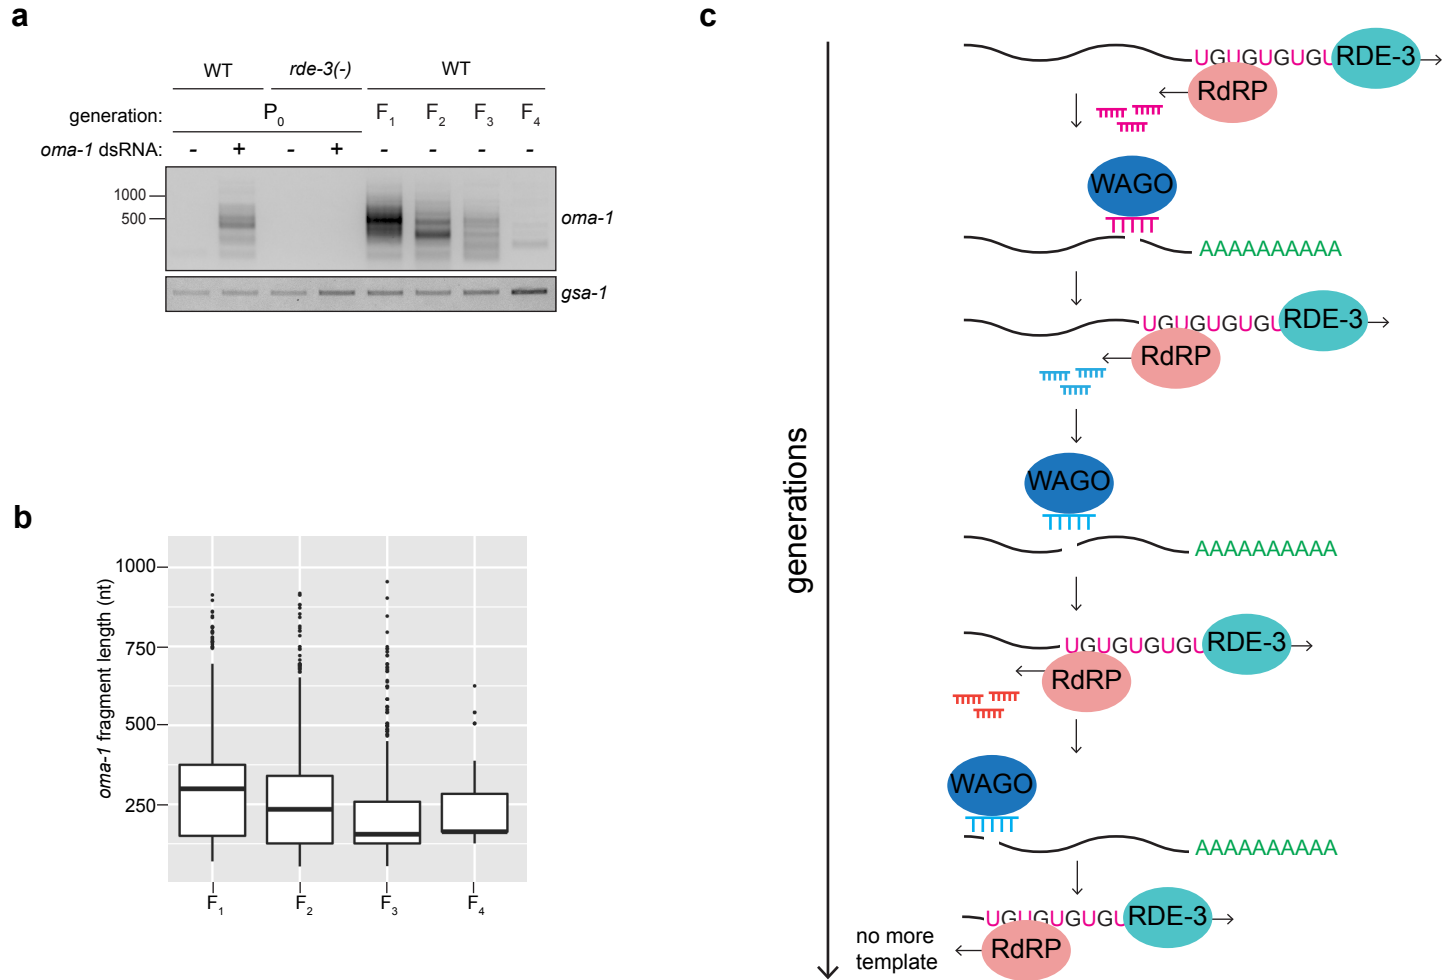 a
WT rde-3(-) WT
generation: P0 F1 F2 F3 F4
oma-1 dsRNA: - + - + - - - -
1000
500
oma-1
gsa-1
b
oma-1 fragment length (nt)
1000
750
500
250
F1 F2 F3 F4
c
generations
UGUGUGUGU RDE-3
RdRP
WAGO
AAAAAAAAAA
UGUGUGUGU RDE-3
RdRP
WAGO
AAAAAAAAAA
UGUGUGUGU RDE-3
RdRP
WAGO
AAAAAAAAAA
UGUGUGUGU RDE-3
RdRP
no more
template